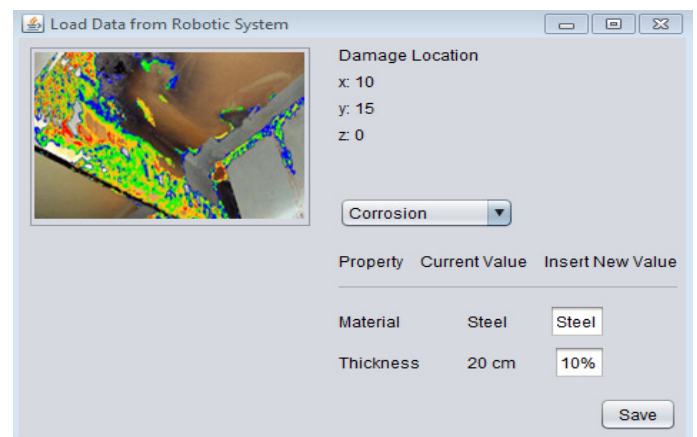 Load Data from Robotic System
Damage Location
x: 10
y: 15
z: 0
Corrosion
Property Current Value Insert New Value
Material Steel Steel
Thickness 20 cm 10%
Save